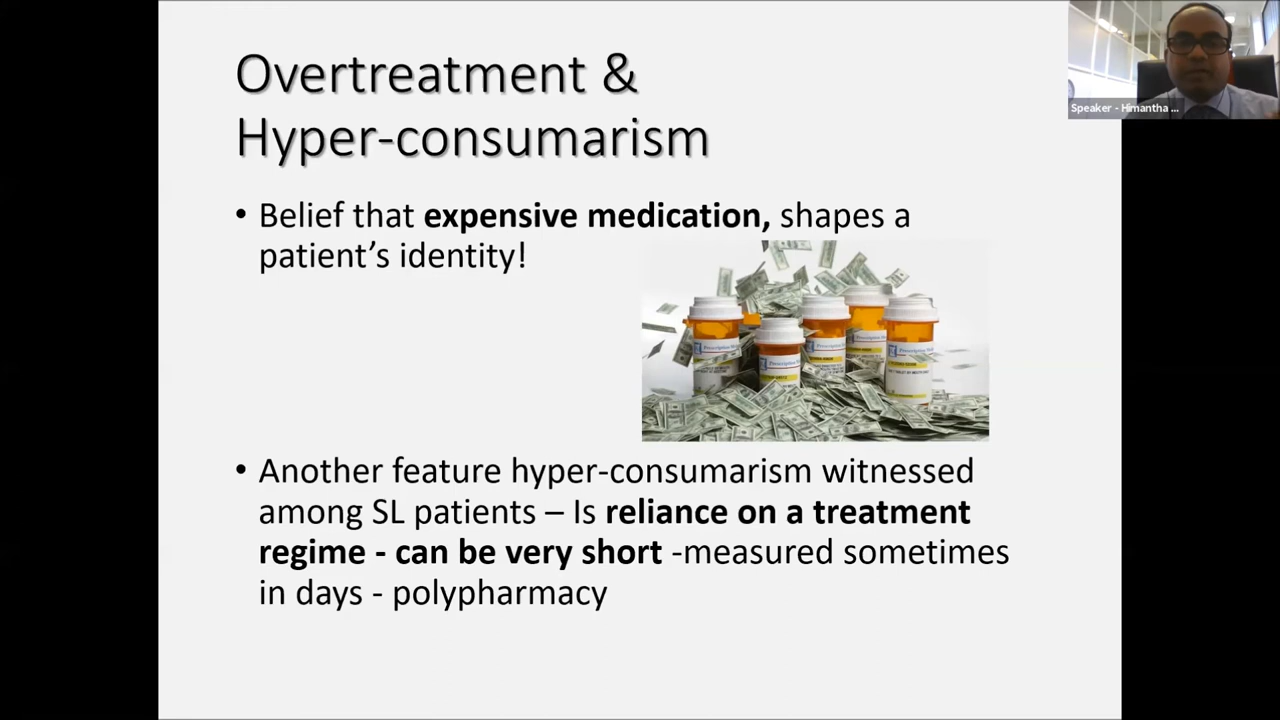 Overtreatment &
Hyper-consumarism
Speaker - Himantha ...
• Belief that expensive medication, shapes a
patient’s identity!
• Another feature hyper-consumarism witnessed
among SL patients – Is reliance on a treatment
regime - can be very short -measured sometimes
in days - polypharmacy